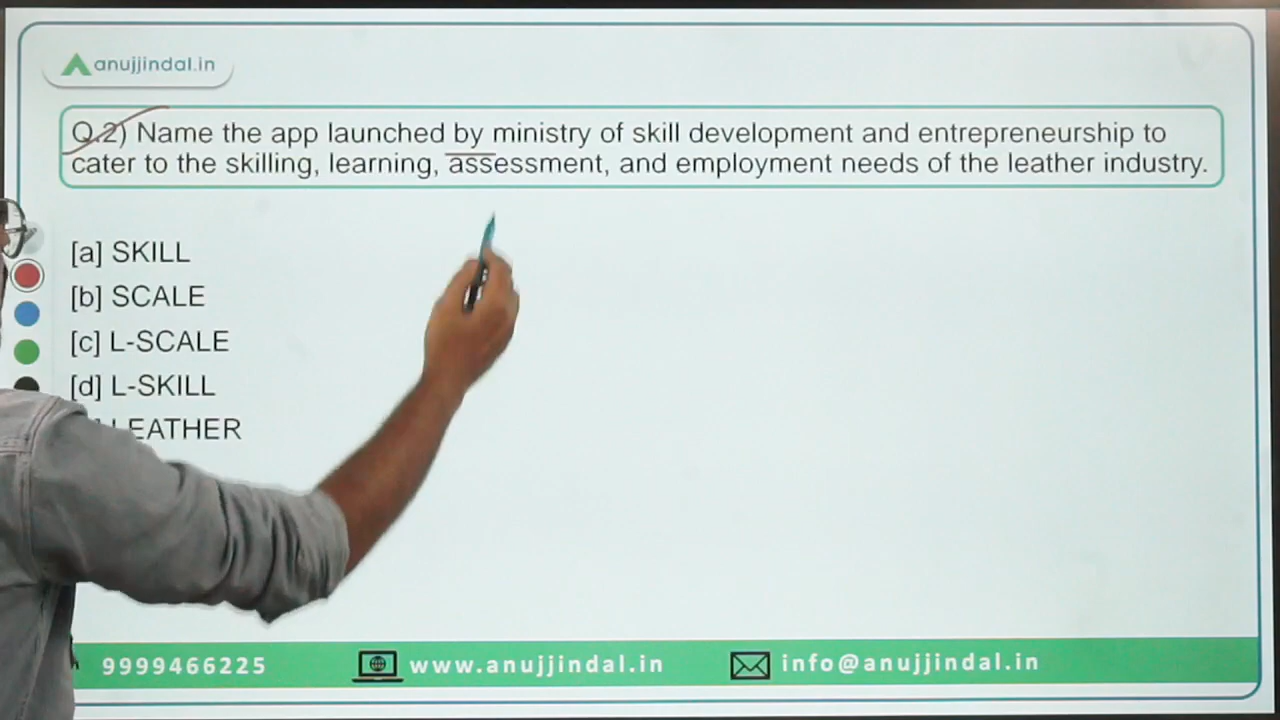 anujjindal.in
Q.2) Name the app launched by ministry of skill development and entrepreneurship to
cater to the skilling, learning, assessment, and employment needs of the leather industry.
[a] SKILL
[b] SCALE
[c] L-SCALE
[d] L-SKILL
LEATHER
9999466225 www.anujjindal.in info@anujjindal.in